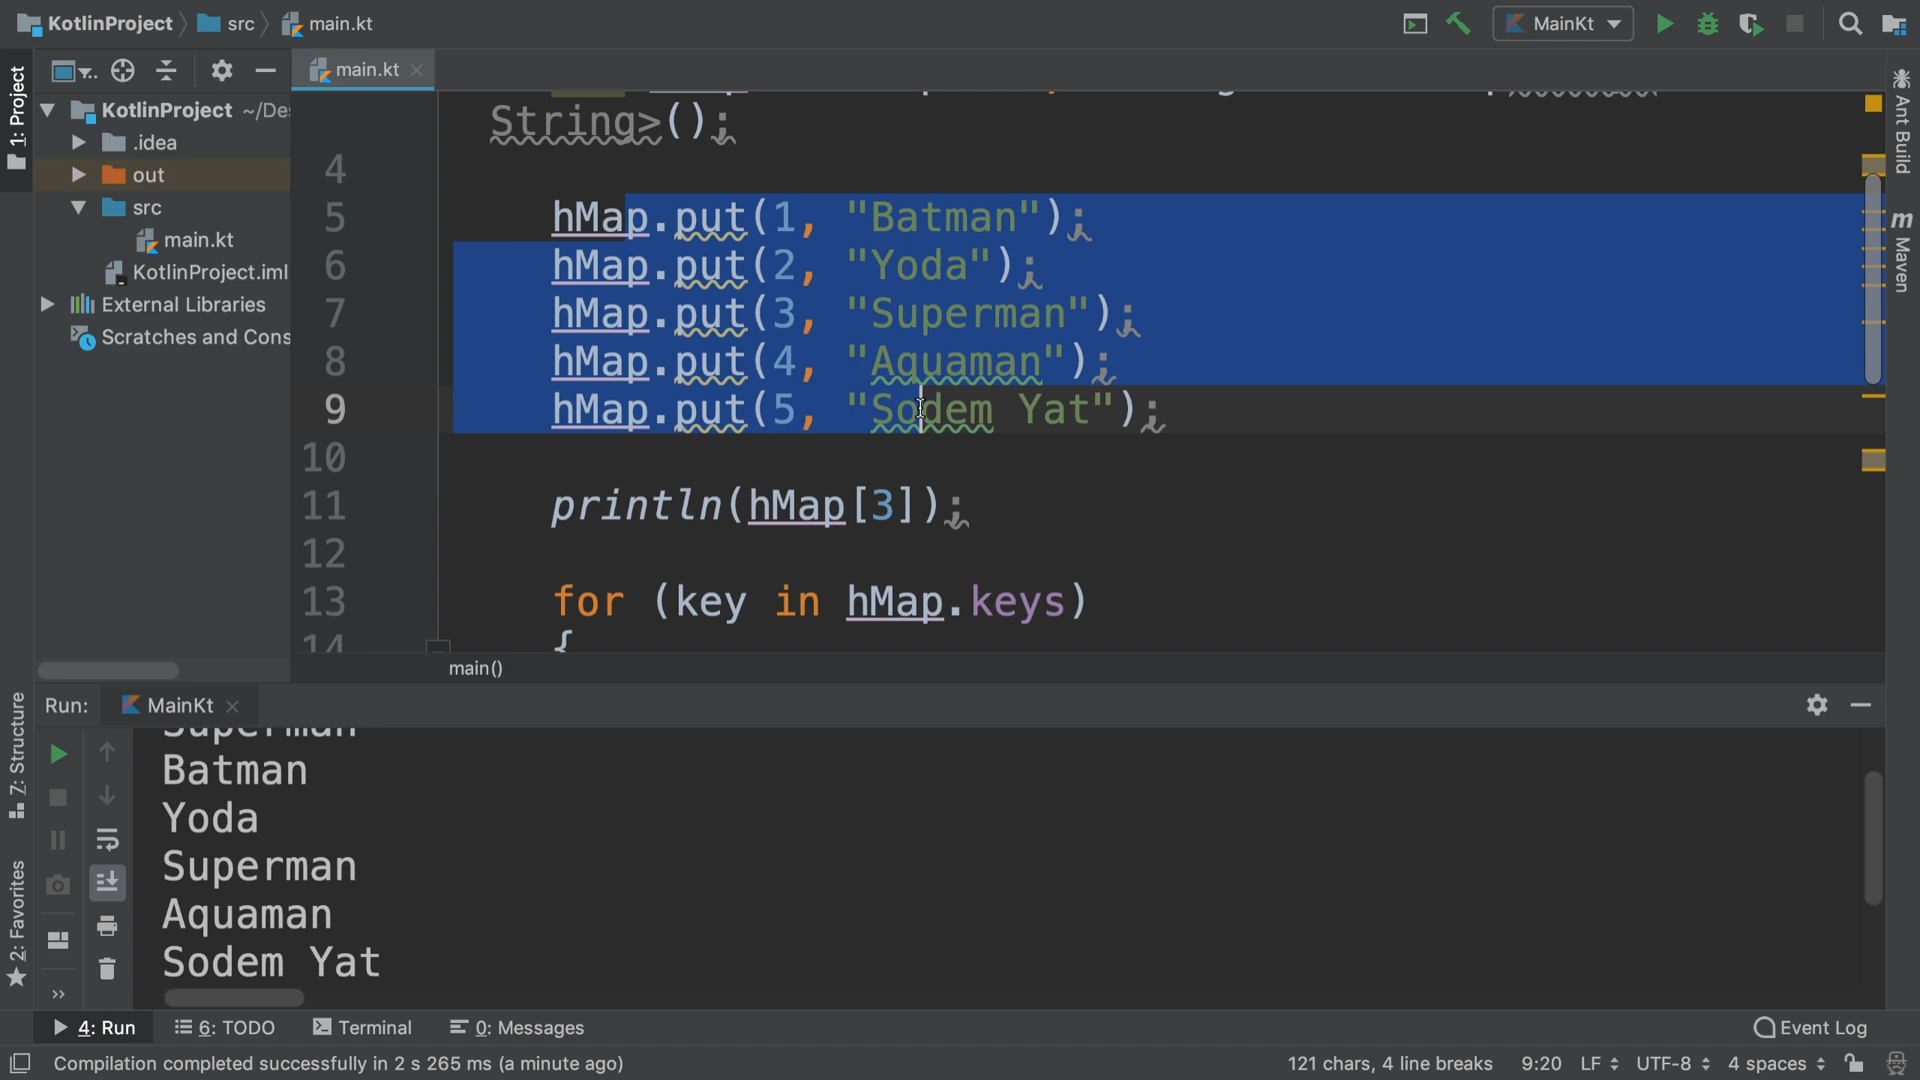 KotlinProject src main.kt MainKt
1: Project
main.kt
KotlinProject ~/De
.idea
out
src
main.kt
KotlinProject.iml
External Libraries
Scratches and Cons
String>();
4
5 hMap.put(1, "Batman");
6 hMap.put(2, "Yoda");
7 hMap.put(3, "Superman");
8 hMap.put(4, "Aquaman");
9 hMap.put(5, "Sodem Yat");
10
11 println(hMap[3]);
12
13 for (key in hMap.keys)
14 {
main()
Ant Build
m Maven
Run: MainKt
Superman
Batman
Yoda
Superman
Aquaman
Sodem Yat
7: Structure
2: Favorites
4: Run 6: TODO Terminal 0: Messages Event Log
Compilation completed successfully in 2 s 265 ms (a minute ago) 121 chars, 4 line breaks 9:20 LF UTF-8 4 spaces